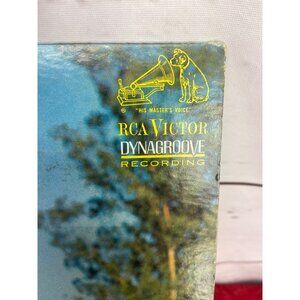 "HIS MASTER'S VOICE"
RCA VICTOR
DYNAGROOVE
RECORDING